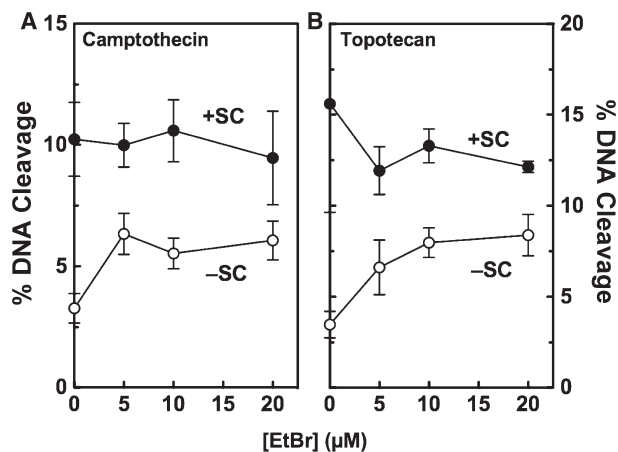 A
Camptothecin
% DNA Cleavage
15
10
5
0
+SC
–SC
0 5 10 15 20
B
Topotecan
% DNA Cleavage
20
15
10
5
0
+SC
–SC
0 5 10 15 20
[EtBr] (μM)